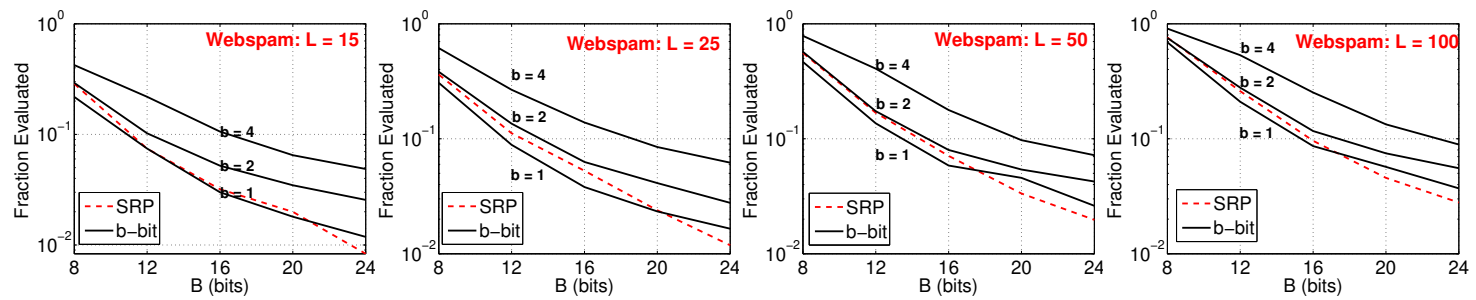 Webspam: L = 15
Fraction Evaluated
10^0
10^-1
10^-2
b = 4
b = 2
b = 1
SRP
b-bit
8 12 16 20 24
B (bits)
Webspam: L = 25
Fraction Evaluated
10^0
10^-1
10^-2
b = 4
b = 2
b = 1
SRP
b-bit
8 12 16 20 24
B (bits)
Webspam: L = 50
Fraction Evaluated
10^0
10^-1
10^-2
b = 4
b = 2
b = 1
SRP
b-bit
8 12 16 20 24
B (bits)
Webspam: L = 100
Fraction Evaluated
10^0
10^-1
10^-2
b = 4
b = 2
b = 1
SRP
b-bit
8 12 16 20 24
B (bits)